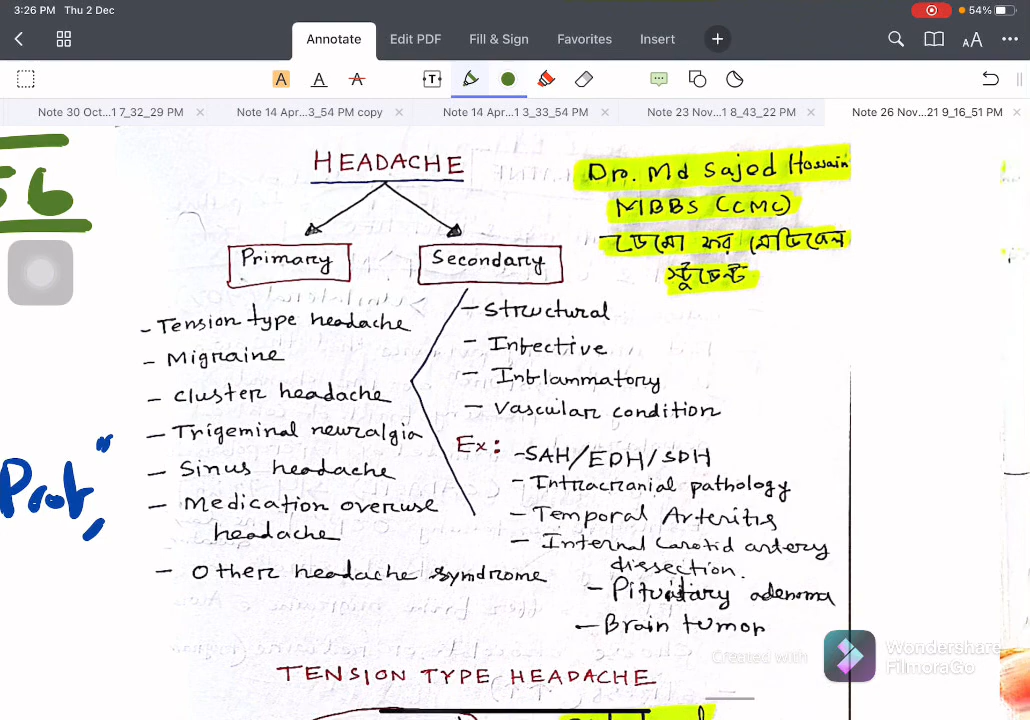 3:26 PM Thu 2 Dec
54%
Annotate
Edit PDF
Fill & Sign
Favorites
Insert
Note 30 Oct...1 7_32_29 PM
Note 14 Apr...3_54 PM copy
Note 14 Apr...1 3_33_54 PM
Note 23 Nov...1 8_43_22 PM
Note 26 Nov...21 9_16_51 PM
HEADACHE
Dr. Md Sajed Hossain
MBBS (CMC)
ডেমো ফর মেডিকেল
স্টুডেন্ট
56
Primary
Secondary
- Tension type headache
- Migraine
- Cluster headache
- Trigeminal neuralgia
- Sinus headache
- Medication overuse
headache
- Other headache syndrome
- Structural
- Infective
- Inflammatory
- Vascular condition
Ex:
- SAH/EDH/SDH
- Intracranial pathology
- Temporal Arteritis
- Internal carotid artery
dissection.
- Pituitary adenoma
- Brain tumor
Prof,
Created with
Wondershare
FilmoraGo
TENSION TYPE HEADACHE